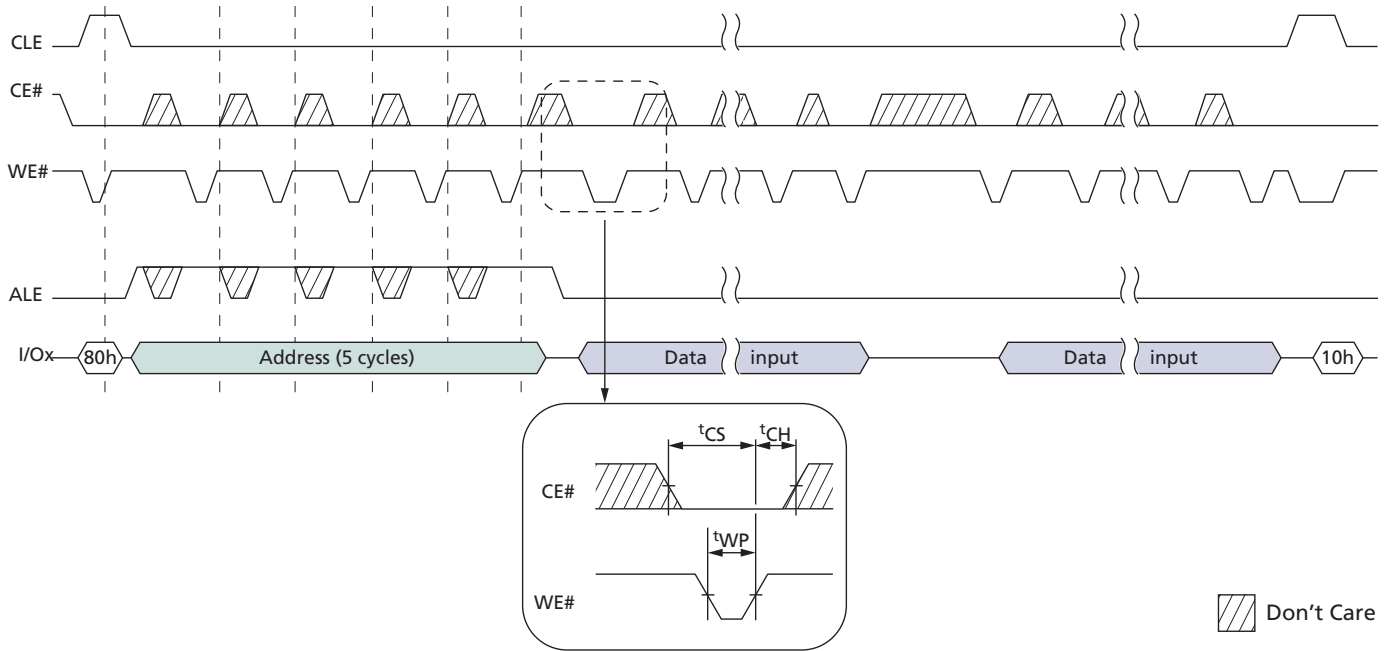 CLE
CE#
WE#
ALE
I/Ox 80h Address (5 cycles) Data input Data input 10h
tCS tCH
CE#
tWP
WE#
Don't Care